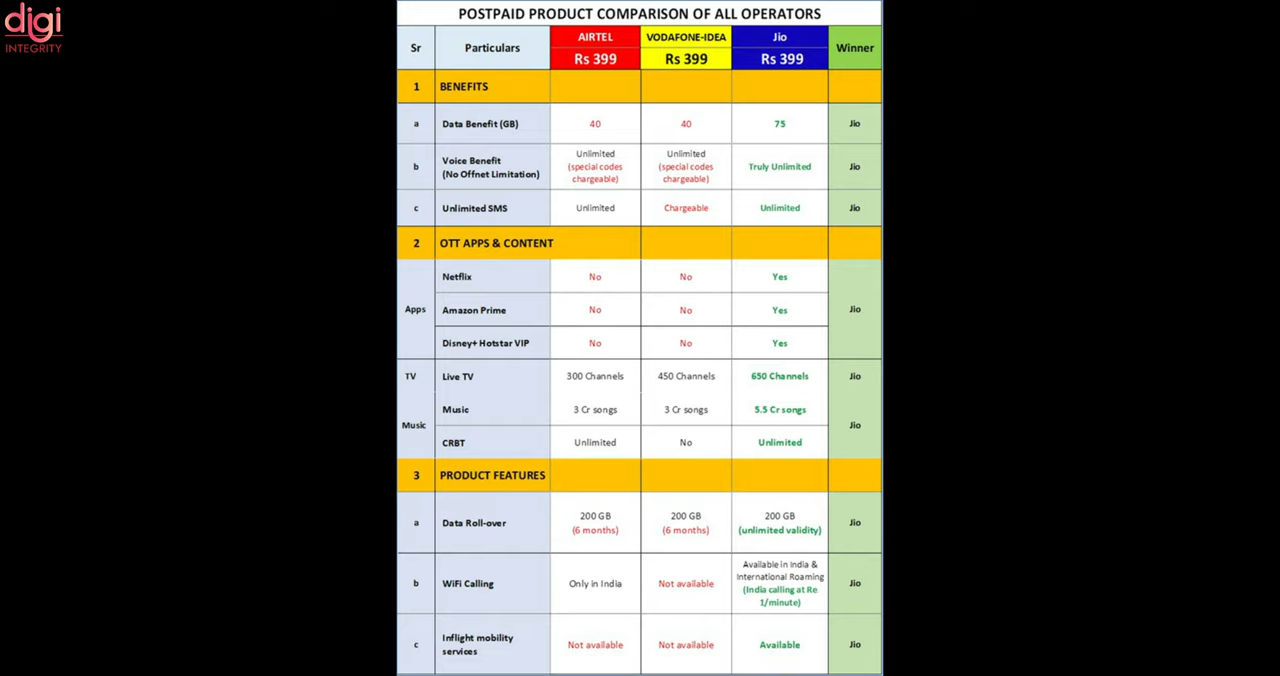 digi
INTEGRITY
POSTPAID PRODUCT COMPARISON OF ALL OPERATORS
Sr Particulars AIRTEL VODAFONE-IDEA Jio Winner
Rs 399 Rs 399 Rs 399
1 BENEFITS
a Data Benefit (GB) 40 40 75 Jio
b Voice Benefit
(No Offnet Limitation)
Unlimited
(special codes
chargeable)
Unlimited
(special codes
chargeable)
Truly Unlimited
Jio
c Unlimited SMS Unlimited Chargeable Unlimited Jio
2 OTT APPS & CONTENT
Apps
Netflix No No Yes
Amazon Prime No No Yes
Disney+ Hotstar VIP No No Yes
Jio
TV Live TV 300 Channels 450 Channels 650 Channels Jio
Music
Music 3 Cr songs 3 Cr songs 5.5 Cr songs
CRBT Unlimited No Unlimited
Jio
3 PRODUCT FEATURES
a Data Roll-over
200 GB
(6 months)
200 GB
(6 months)
200 GB
(unlimited validity)
Jio
b WiFi Calling Only in India Not available
Available in India &
International Roaming
(India calling at Re
1/minute)
Jio
c Inflight mobility
services
Not available Not available Available Jio